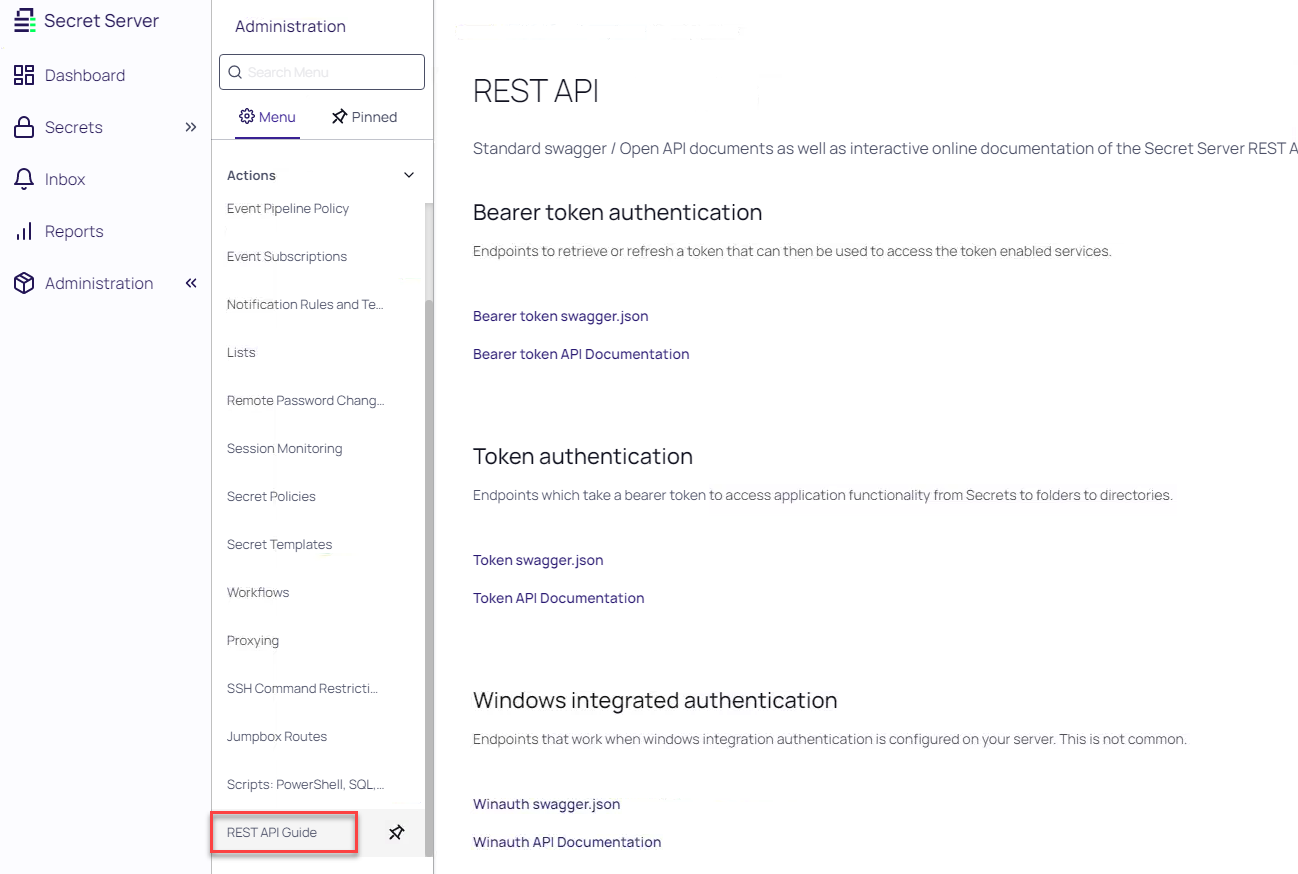 Secret Server
Dashboard
Secrets
Inbox
Reports
Administration
Administration
Search Menu
Menu
Pinned
Actions
Event Pipeline Policy
Event Subscriptions
Notification Rules and Te...
Lists
Remote Password Chang...
Session Monitoring
Secret Policies
Secret Templates
Workflows
Proxying
SSH Command Restricti...
Jumpbox Routes
Scripts: PowerShell, SQL,...
REST API Guide
REST API
Standard swagger / Open API documents as well as interactive online documentation of the Secret Server REST A
Bearer token authentication
Endpoints to retrieve or refresh a token that can then be used to access the token enabled services.
Bearer token swagger.json
Bearer token API Documentation
Token authentication
Endpoints which take a bearer token to access application functionality from Secrets to folders to directories.
Token swagger.json
Token API Documentation
Windows integrated authentication
Endpoints that work when windows integration authentication is configured on your server. This is not common.
Winauth swagger.json
Winauth API Documentation